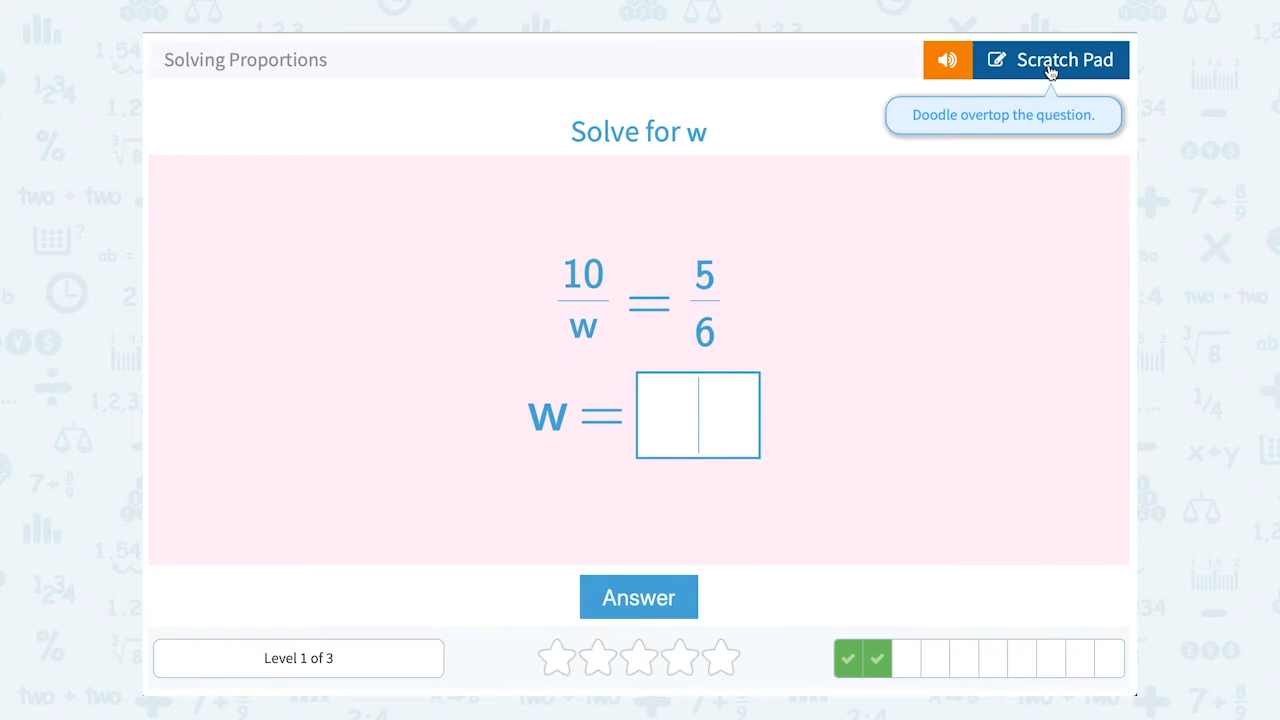 Solving Proportions
Scratch Pad
Doodle overtop the question.
Solve for w
10/w = 5/6
w =
Answer
Level 1 of 3